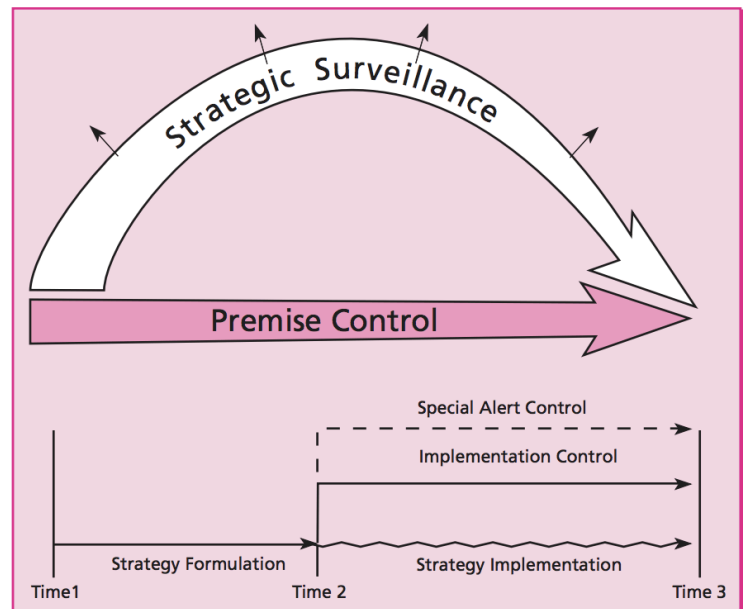 Strategic Surveillance
Premise Control
Special Alert Control
Implementation Control
Strategy Formulation
Strategy Implementation
Time1
Time 2
Time 3